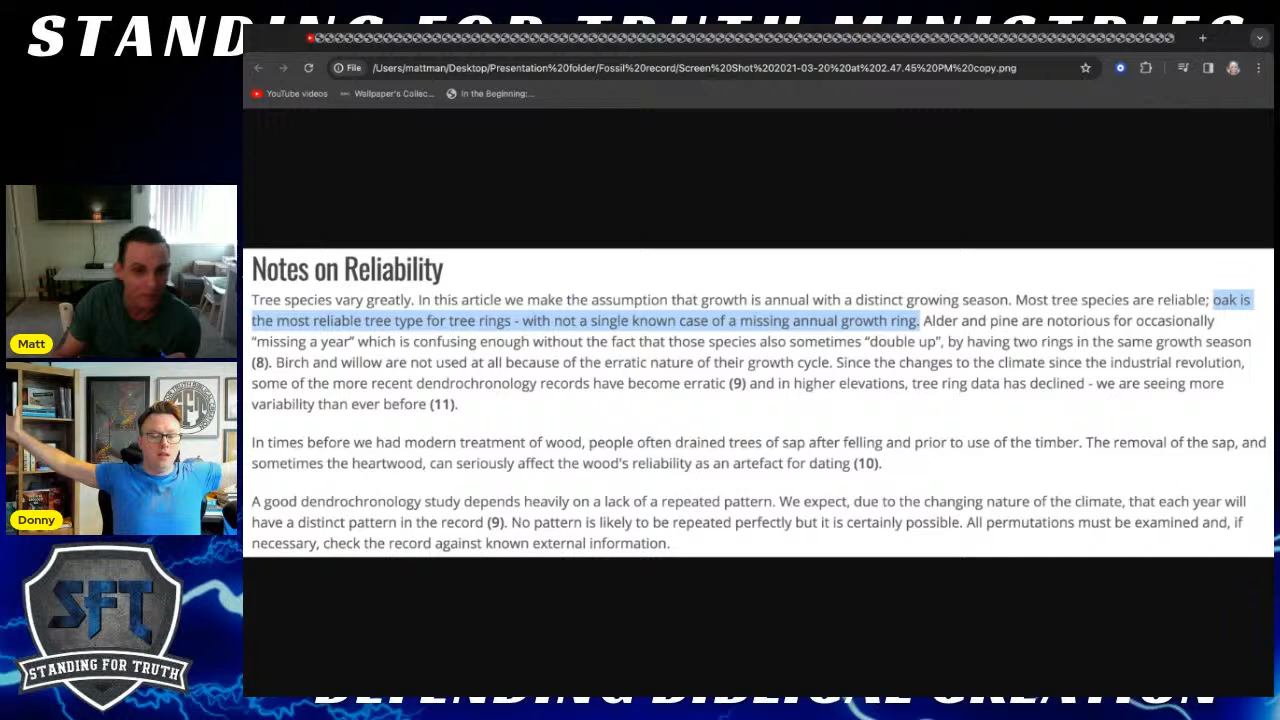 STANDING FOR TRUTH MINISTRIES
File
/Users/mattman/Desktop/Presentation%20folder/Fossil%20record/Screen%20Shot%202021-03-20%20at%202.47.45%20PM%20copy.png
YouTube videos
Wallpaper's Collec...
In the Beginning:...
Notes on Reliability
Tree species vary greatly. In this article we make the assumption that growth is annual with a distinct growing season. Most tree species are reliable; oak is
the most reliable tree type for tree rings - with not a single known case of a missing annual growth ring. Alder and pine are notorious for occasionally
“missing a year” which is confusing enough without the fact that those species also sometimes “double up”, by having two rings in the same growth season
(8). Birch and willow are not used at all because of the erratic nature of their growth cycle. Since the changes to the climate since the industrial revolution,
some of the more recent dendrochronology records have become erratic (9) and in higher elevations, tree ring data has declined - we are seeing more
variability than ever before (11).
In times before we had modern treatment of wood, people often drained trees of sap after felling and prior to use of the timber. The removal of the sap, and
sometimes the heartwood, can seriously affect the wood's reliability as an artefact for dating (10).
A good dendrochronology study depends heavily on a lack of a repeated pattern. We expect, due to the changing nature of the climate, that each year will
have a distinct pattern in the record (9). No pattern is likely to be repeated perfectly but it is certainly possible. All permutations must be examined and, if
necessary, check the record against known external information.
Matt
Donny
SFT
STANDING FOR TRUTH
DEFENDING BIBLICAL CREATION